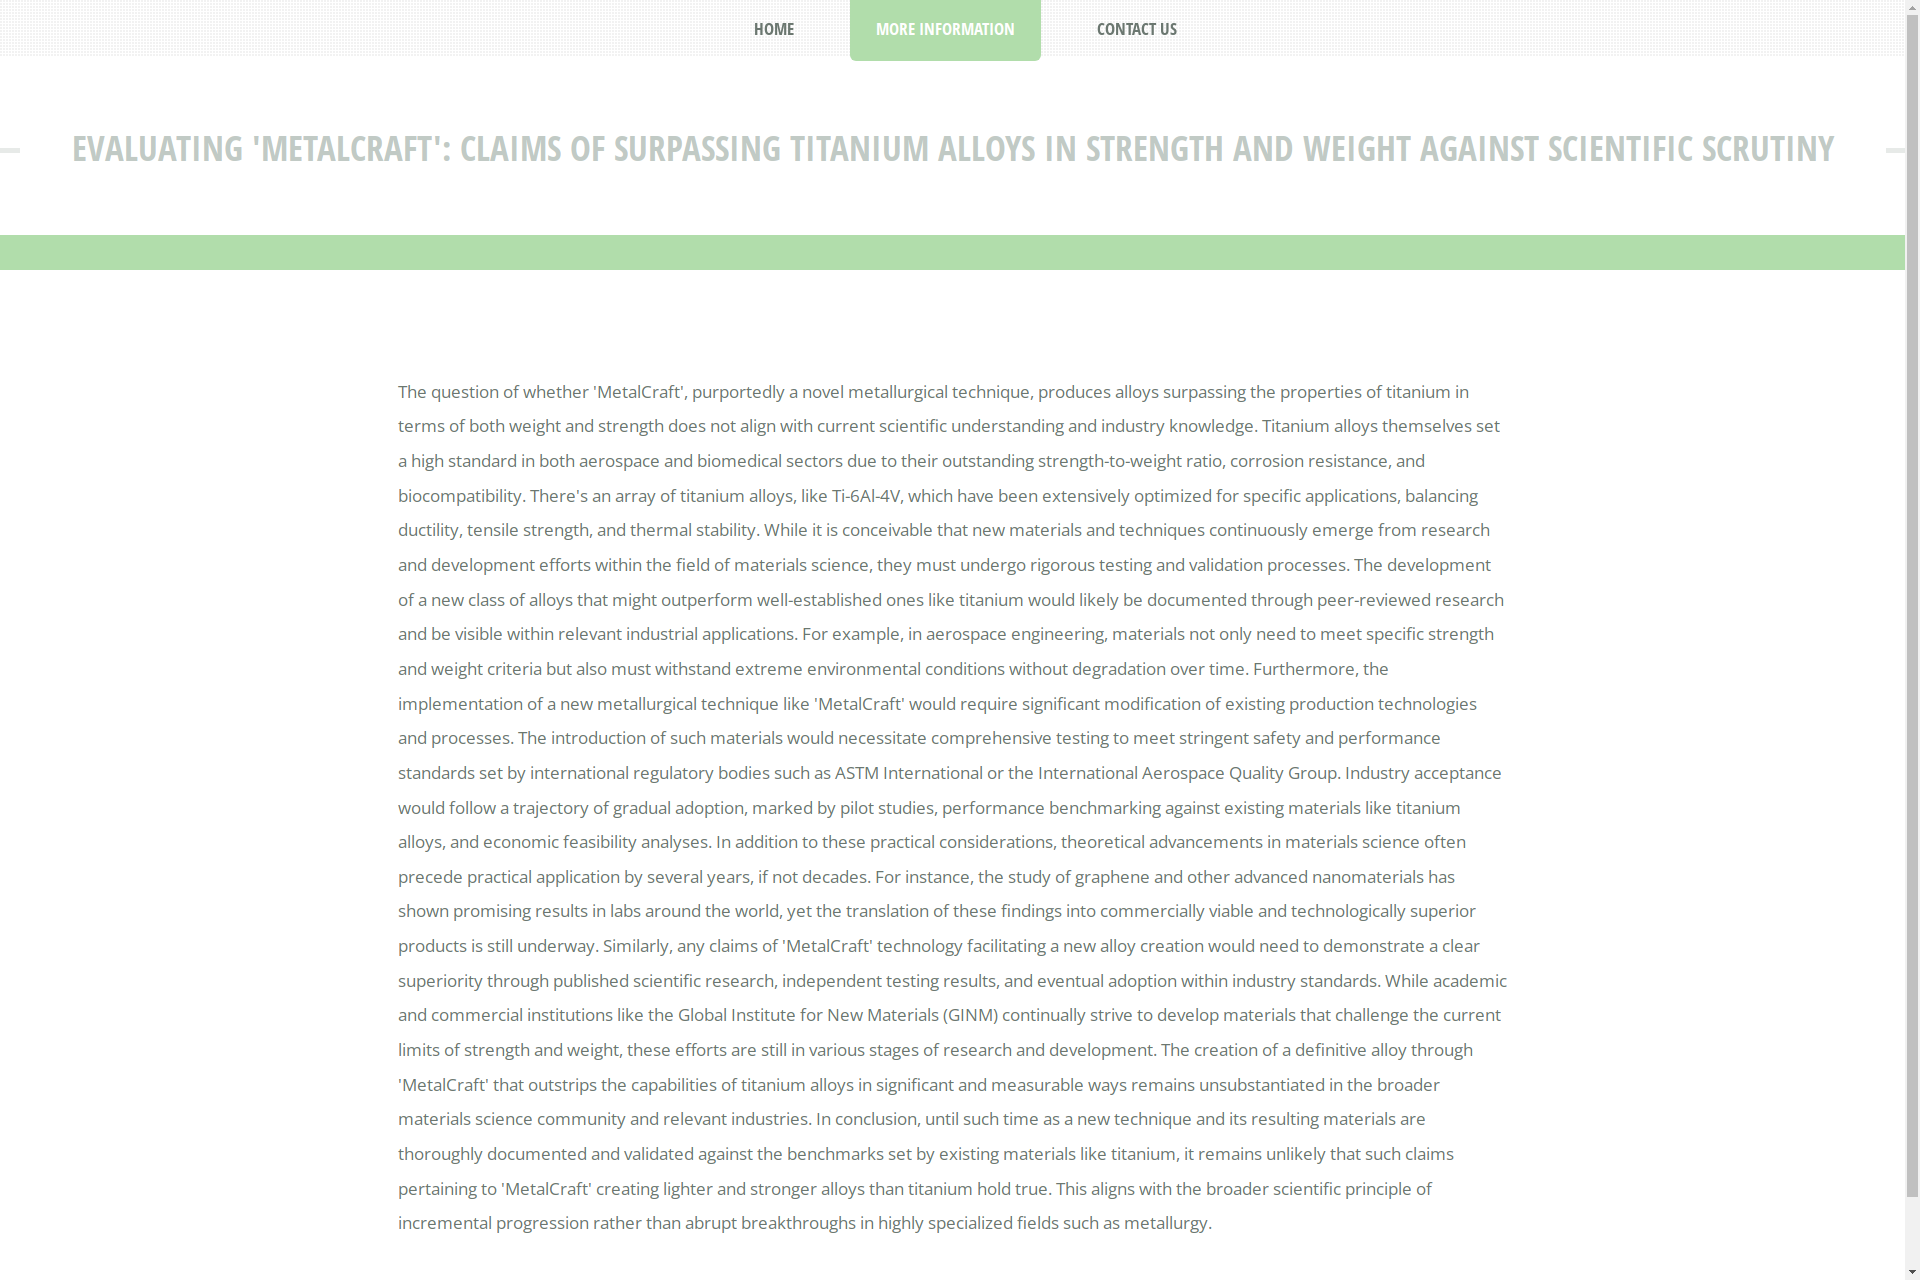 HOME
MORE INFORMATION
CONTACT US
EVALUATING 'METALCRAFT': CLAIMS OF SURPASSING TITANIUM ALLOYS IN STRENGTH AND WEIGHT AGAINST SCIENTIFIC SCRUTINY
The question of whether 'MetalCraft', purportedly a novel metallurgical technique, produces alloys surpassing the properties of titanium in
terms of both weight and strength does not align with current scientific understanding and industry knowledge. Titanium alloys themselves set
a high standard in both aerospace and biomedical sectors due to their outstanding strength-to-weight ratio, corrosion resistance, and
biocompatibility. There's an array of titanium alloys, like Ti-6Al-4V, which have been extensively optimized for specific applications, balancing
ductility, tensile strength, and thermal stability. While it is conceivable that new materials and techniques continuously emerge from research
and development efforts within the field of materials science, they must undergo rigorous testing and validation processes. The development
of a new class of alloys that might outperform well-established ones like titanium would likely be documented through peer-reviewed research
and be visible within relevant industrial applications. For example, in aerospace engineering, materials not only need to meet specific strength
and weight criteria but also must withstand extreme environmental conditions without degradation over time. Furthermore, the
implementation of a new metallurgical technique like 'MetalCraft' would require significant modification of existing production technologies
and processes. The introduction of such materials would necessitate comprehensive testing to meet stringent safety and performance
standards set by international regulatory bodies such as ASTM International or the International Aerospace Quality Group. Industry acceptance
would follow a trajectory of gradual adoption, marked by pilot studies, performance benchmarking against existing materials like titanium
alloys, and economic feasibility analyses. In addition to these practical considerations, theoretical advancements in materials science often
precede practical application by several years, if not decades. For instance, the study of graphene and other advanced nanomaterials has
shown promising results in labs around the world, yet the translation of these findings into commercially viable and technologically superior
products is still underway. Similarly, any claims of 'MetalCraft' technology facilitating a new alloy creation would need to demonstrate a clear
superiority through published scientific research, independent testing results, and eventual adoption within industry standards. While academic
and commercial institutions like the Global Institute for New Materials (GINM) continually strive to develop materials that challenge the current
limits of strength and weight, these efforts are still in various stages of research and development. The creation of a definitive alloy through
'MetalCraft' that outstrips the capabilities of titanium alloys in significant and measurable ways remains unsubstantiated in the broader
materials science community and relevant industries. In conclusion, until such time as a new technique and its resulting materials are
thoroughly documented and validated against the benchmarks set by existing materials like titanium, it remains unlikely that such claims
pertaining to 'MetalCraft' creating lighter and stronger alloys than titanium hold true. This aligns with the broader scientific principle of
incremental progression rather than abrupt breakthroughs in highly specialized fields such as metallurgy.